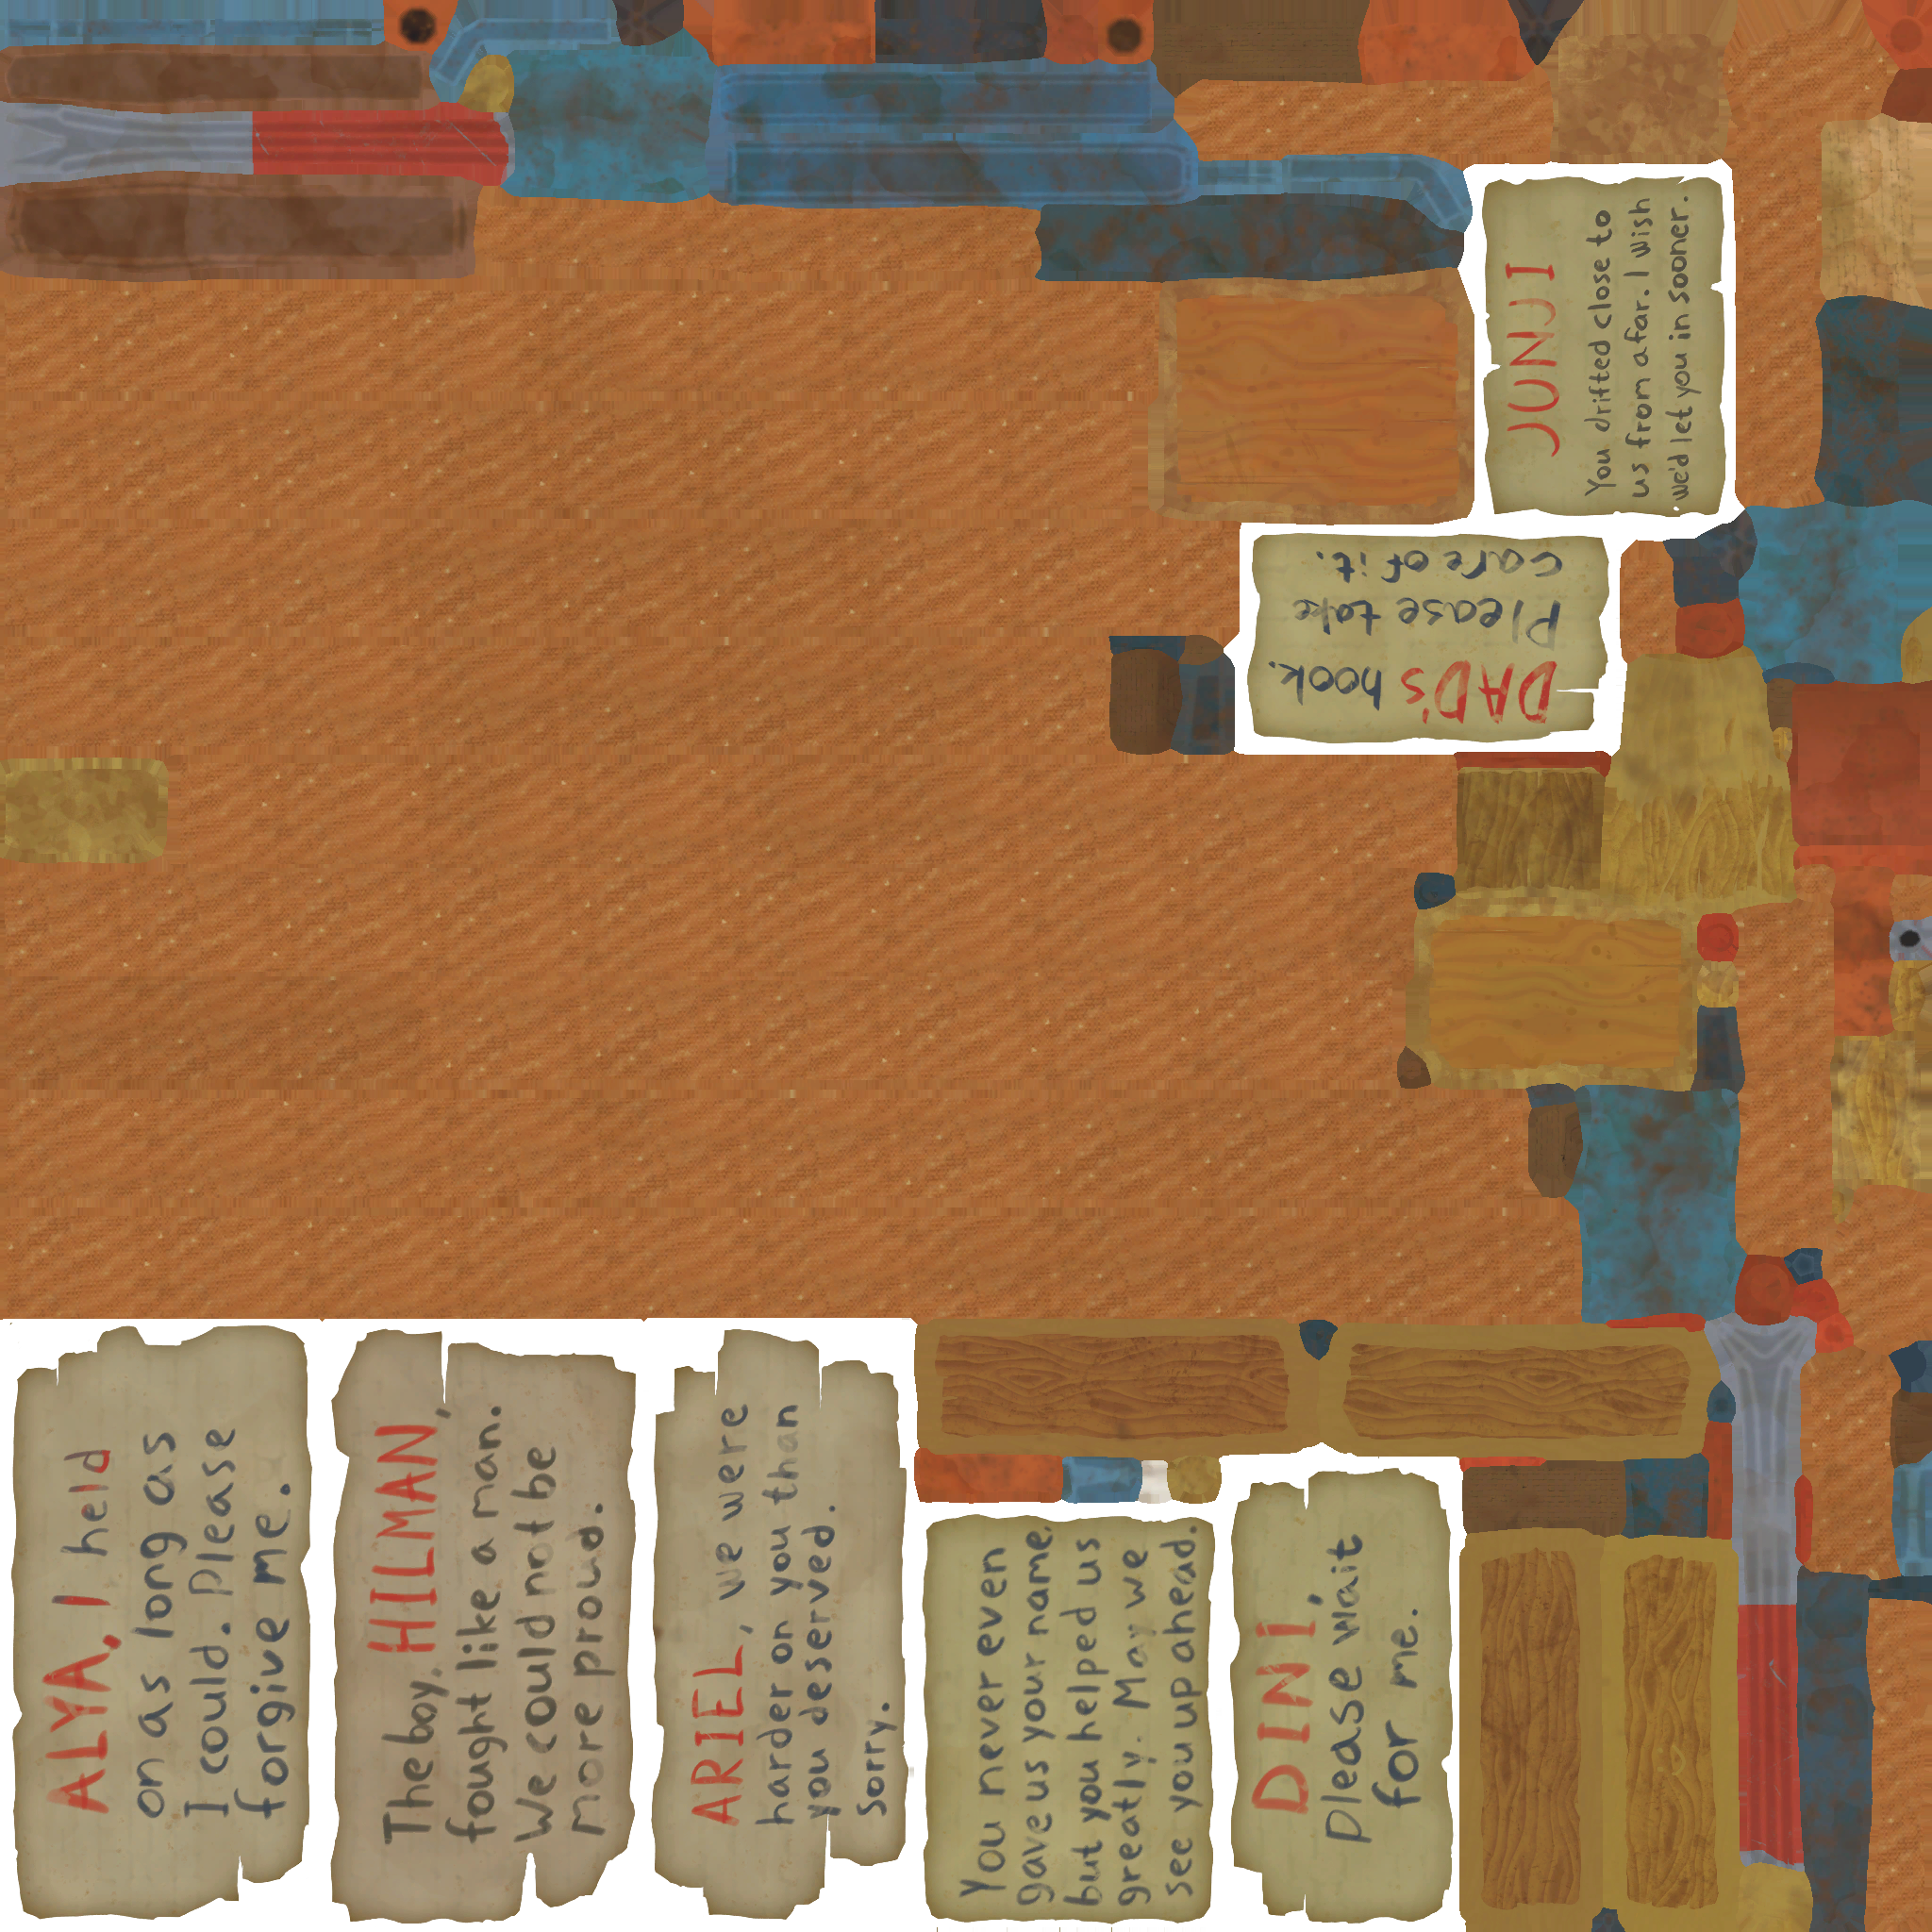 JUNJI
You drifted close to
us from afar. I wish
we'd let you in sooner.
DAD's hook.
Please take
care of it.
ALYA, I held
on as long as
I could. Please
forgive me.
The boy, HILMAN,
fought like a man.
We could not be
more proud.
ARIEL, we were
harder on you than
you deserved.
Sorry.
You never even
gave us your name,
but you helped us
greatly. May we
see you up ahead.
DINI,
Please wait
for me.